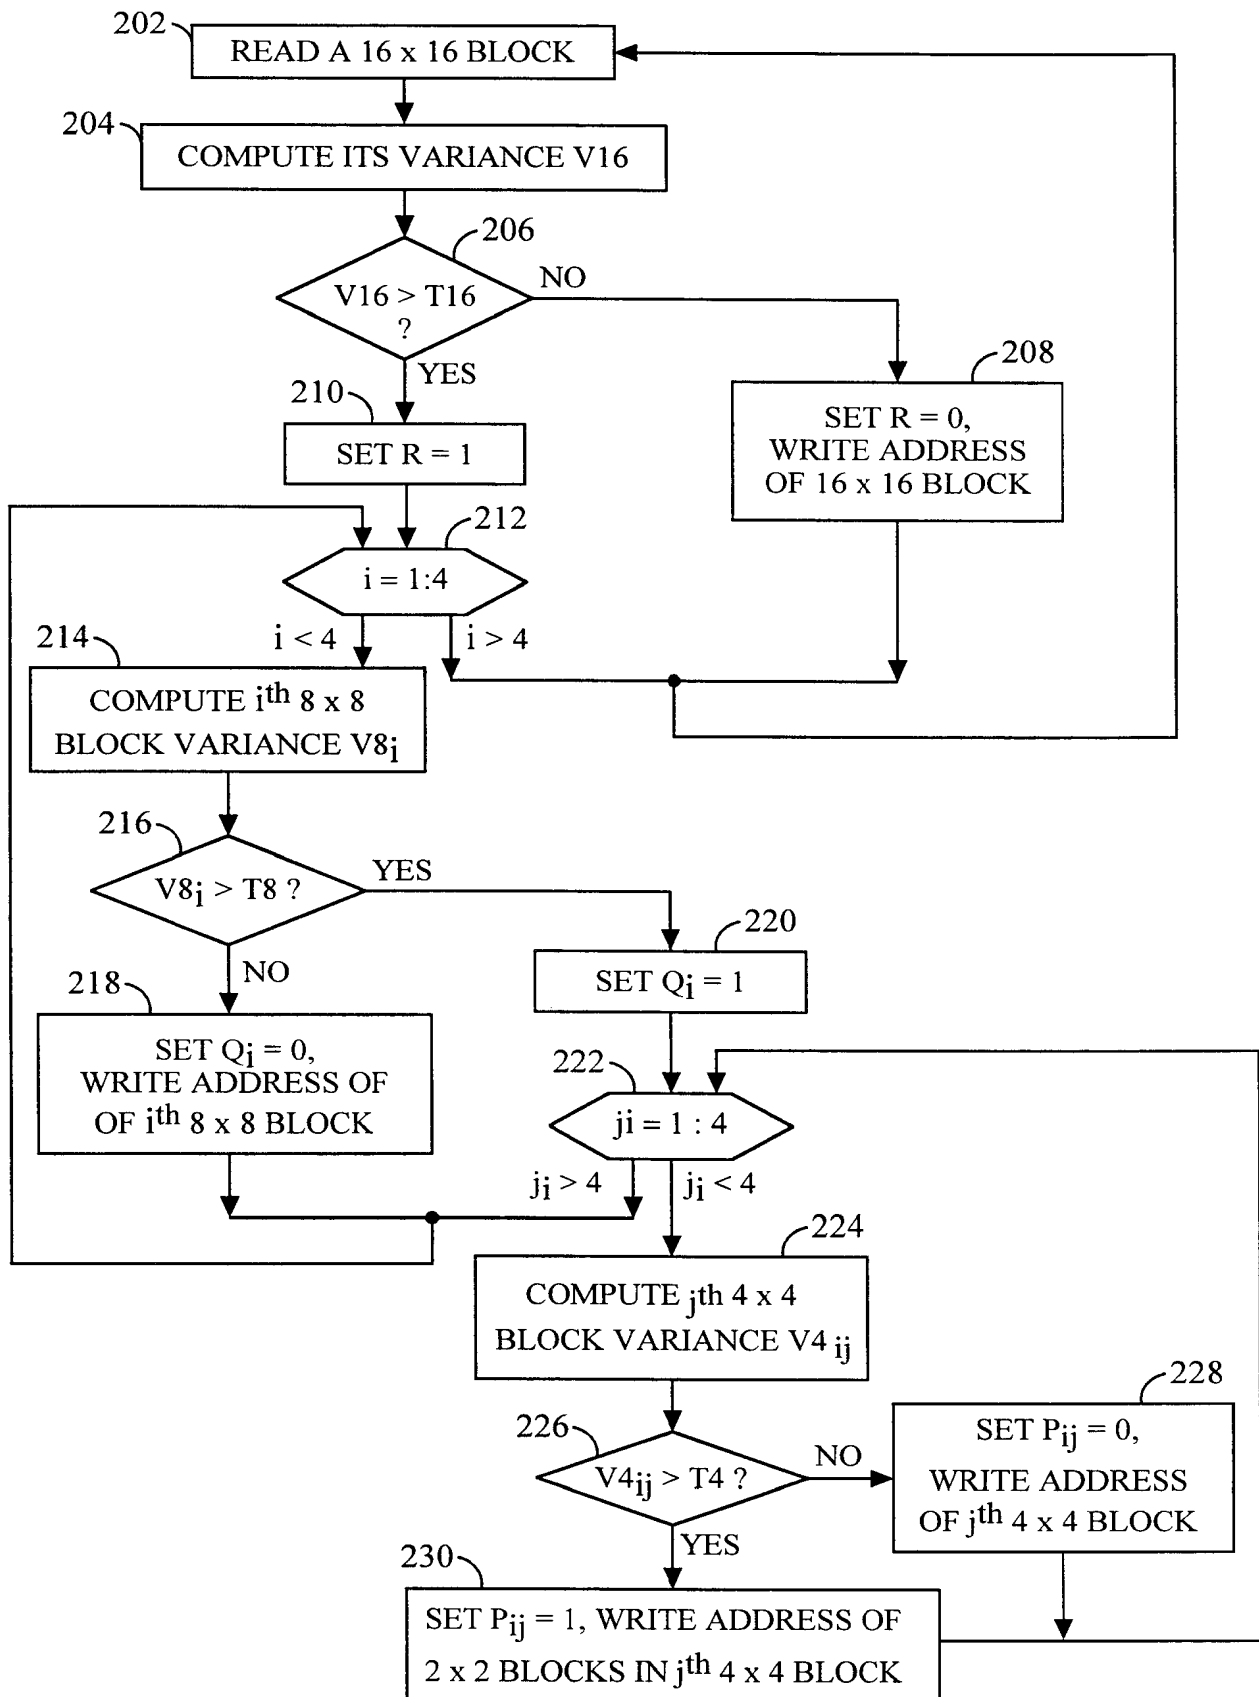 202
READ A 16 x 16 BLOCK
204
COMPUTE ITS VARIANCE V16
206
V16 > T16
?
NO
YES
208
SET R = 0,
WRITE ADDRESS
OF 16 x 16 BLOCK
210
SET R = 1
212
i = 1:4
i < 4
i > 4
214
COMPUTE ith 8 x 8
BLOCK VARIANCE V8i
216
V8i > T8 ?
YES
NO
218
SET Qi = 0,
WRITE ADDRESS OF
OF ith 8 x 8 BLOCK
220
SET Qi = 1
222
ji = 1 : 4
ji > 4
ji < 4
224
COMPUTE jth 4 x 4
BLOCK VARIANCE V4 ij
226
V4ij > T4 ?
NO
YES
228
SET Pij = 0,
WRITE ADDRESS
OF jth 4 x 4 BLOCK
230
SET Pij = 1, WRITE ADDRESS OF
2 x 2 BLOCKS IN jth 4 x 4 BLOCK